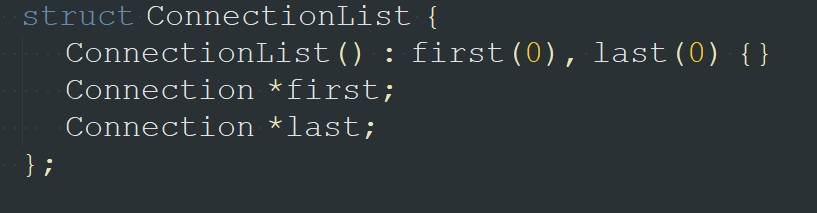 struct ConnectionList {
    ConnectionList() : first(0), last(0) {}
    Connection *first;
    Connection *last;
};